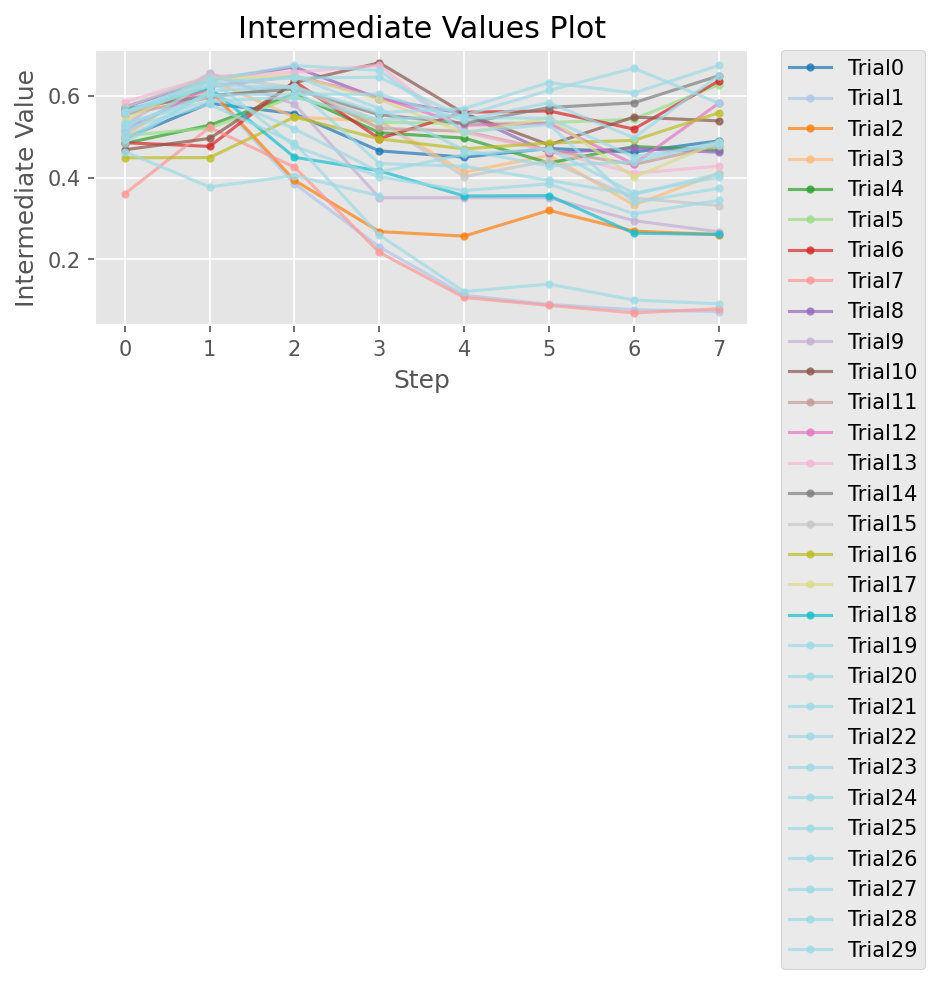 Intermediate Values Plot
Intermediate Value
0.6
0.4
0.2
0 1 2 3 4 5 6 7
Step
Trial0
Trial1
Trial2
Trial3
Trial4
Trial5
Trial6
Trial7
Trial8
Trial9
Trial10
Trial11
Trial12
Trial13
Trial14
Trial15
Trial16
Trial17
Trial18
Trial19
Trial20
Trial21
Trial22
Trial23
Trial24
Trial25
Trial26
Trial27
Trial28
Trial29